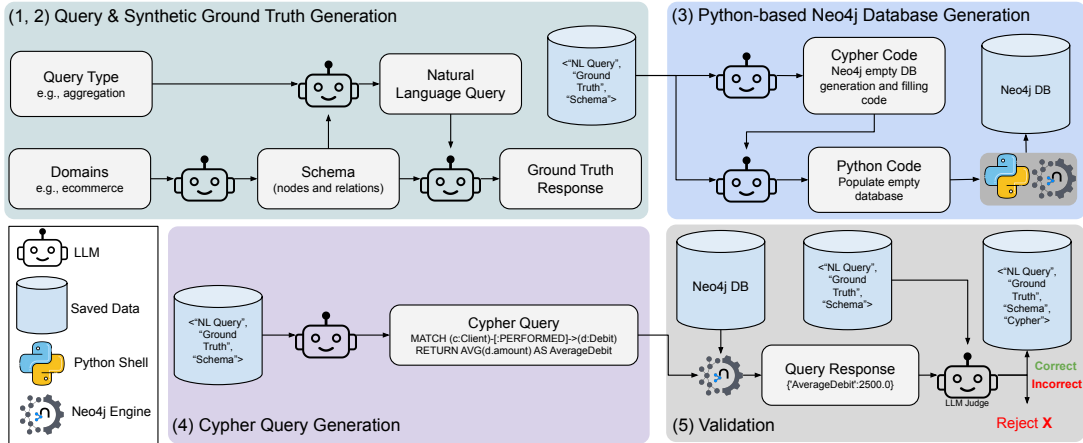 (1, 2) Query & Synthetic Ground Truth Generation
Query Type
e.g., aggregation
Natural
Language Query
<“NL Query”,
“Ground
Truth”,
“Schema”>
Domains
e.g., ecommerce
Schema
(nodes and relations)
Ground Truth
Response
(3) Python-based Neo4j Database Generation
Cypher Code
Neo4j empty DB
generation and filling
code
Neo4j DB
Python Code
Populate empty
database
LLM
Saved Data
Python Shell
Neo4j Engine
<“NL Query”,
“Ground
Truth”,
“Schema”>
Cypher Query
MATCH (c:Client)-[:PERFORMED]->(d:Debit)
RETURN AVG(d.amount) AS AverageDebit
(4) Cypher Query Generation
Neo4j DB
<“NL Query”,
“Ground
Truth”,
“Schema”>
<“NL Query”,
“Ground
Truth”,
“Schema”,
“Cypher”>
Query Response
{'AverageDebit':2500.0}
LLM Judge
Correct
Incorrect
Reject X
(5) Validation